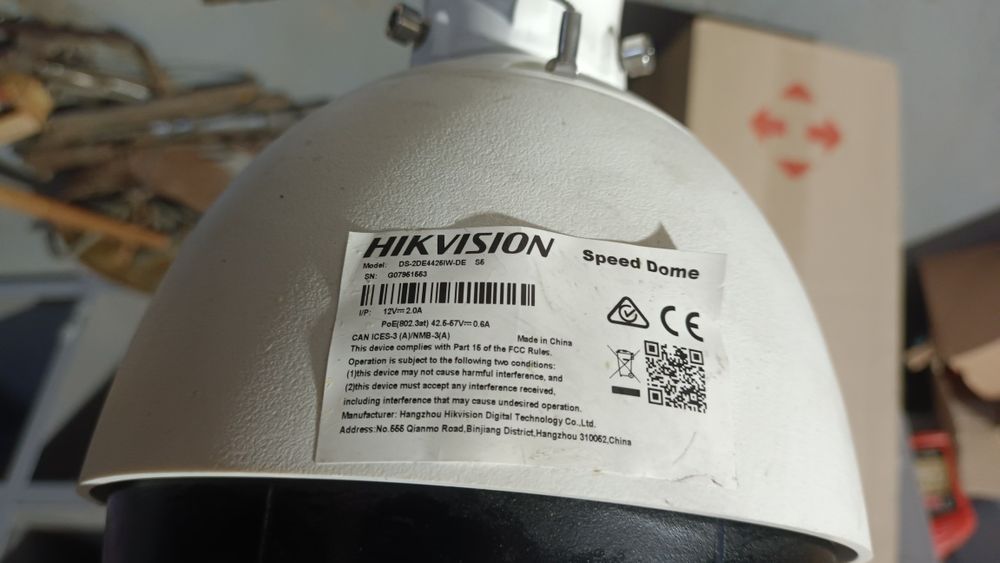 HIKVISION
Speed Dome
Model: DS-2DE4425IW-DE S6
SN: G07961663
I/P: 12V⎓2.0A
PoE(802.3at) 42.5-57V⎓0.6A
CAN ICES-3 (A)/NMB-3(A)
Made in China
This device complies with Part 15 of the FCC Rules.
Operation is subject to the following two conditions:
(1)this device may not cause harmful interference, and
(2)this device must accept any interference received,
including interference that may cause undesired operation.
Manufacturer: Hangzhou Hikvision Digital Technology Co.,Ltd.
Address:No.555 Qianmo Road,Binjiang District,Hangzhou 310052,China
CE